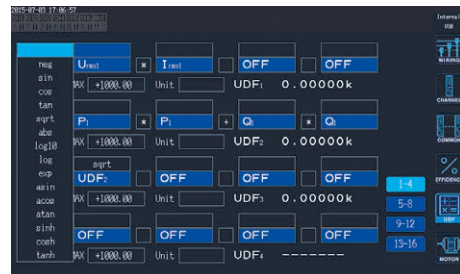 2015-07-03 17:06:57
Internal
USB
neg
sin
cos
tan
sqrt
abs
log10
log
exp
asin
acos
atan
sinh
cosh
tanh
Urms1 * Irms1 OFF OFF
MAX +1000.00 Unit UDF1 0.00000k
P1 * P1 + Q1 * Q1
MAX +1000.00 Unit UDF2 0.00000k
sqrt
UDF2 OFF OFF OFF
MAX +1000.00 Unit
OFF OFF OFF OFF
MAX +1000.00 Unit UDF4 -------
1-4
5-8
9-12
13-16
WIRING
CHANNEL
COMMON
EFFICIENCY
UDF
MOTOR